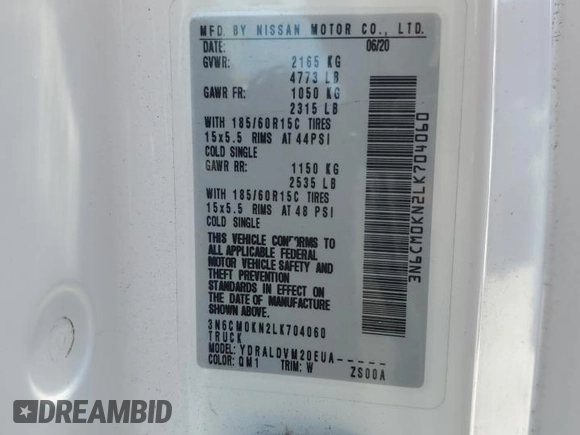 MFD. BY NISSAN MOTOR CO., LTD.
DATE: 06/20
GVWR: 2165 KG
4773 LB
GAWR FR: 1050 KG
2315 LB
WITH 185/60R15C TIRES
15x5.5 RIMS AT 44PSI
COLD SINGLE
GAWR RR: 1150 KG
2535 LB
WITH 185/60R15C TIRES
15x5.5 RIMS AT 48 PSI
COLD SINGLE
THIS VEHICLE CONFORMS TO
ALL APPLICABLE FEDERAL
MOTOR VEHICLE SAFETY AND
THEFT PREVENTION
STANDARDS IN EFFECT ON
THE DATE OF MANUFACTURE
SHOWN ABOVE.
3N6CM0KN2LK704060
TRUCK
MODEL: YDRALDVM20EUA-----
COLOR: QM1 TRIM: W ZS00A
3N6CM0KN2LK704060
DREAMBID